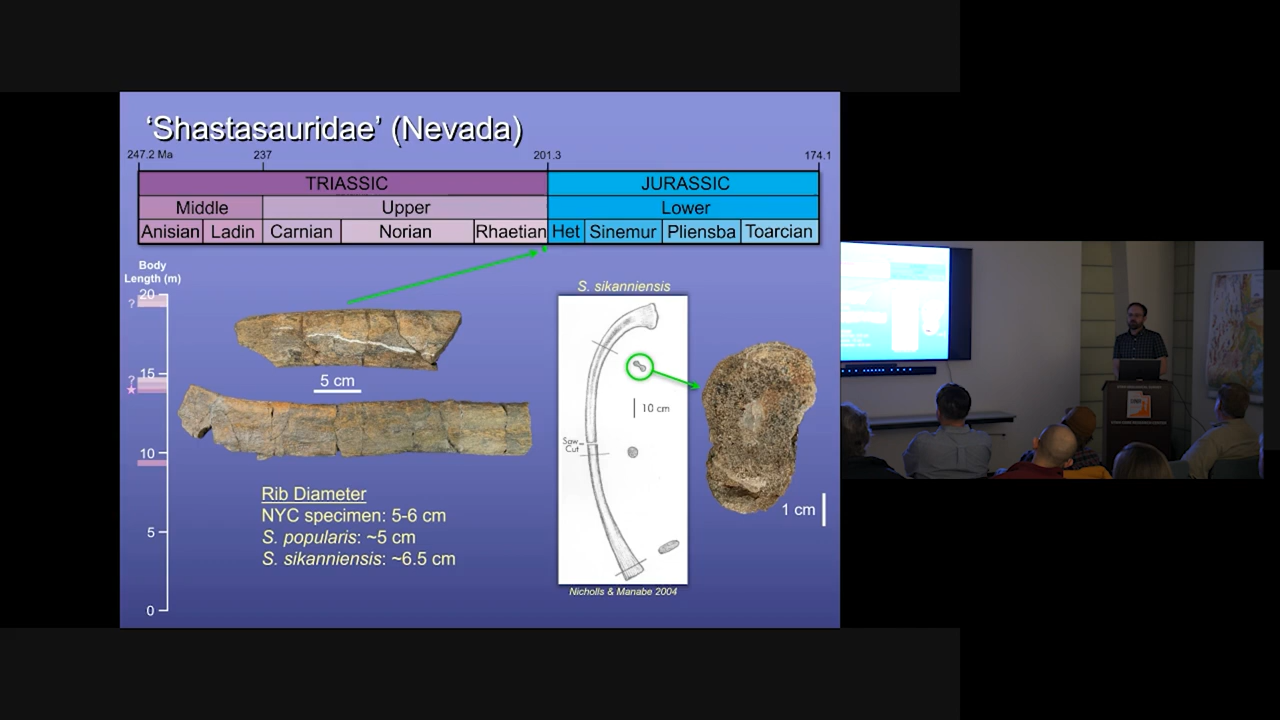 ‘Shastasauridae’ (Nevada)
247.2 Ma 237 201.3 174.1
TRIASSIC JURASSIC
Middle Upper Lower
Anisian Ladin Carnian Norian Rhaetian Het Sinemur Pliensba Toarcian
Body
Length (m)
20
?
15
?
10
5
0
5 cm
Rib Diameter
NYC specimen: 5-6 cm
S. popularis: ~5 cm
S. sikanniensis: ~6.5 cm
S. sikanniensis
10 cm
Saw
Cut
Nicholls & Manabe 2004
1 cm